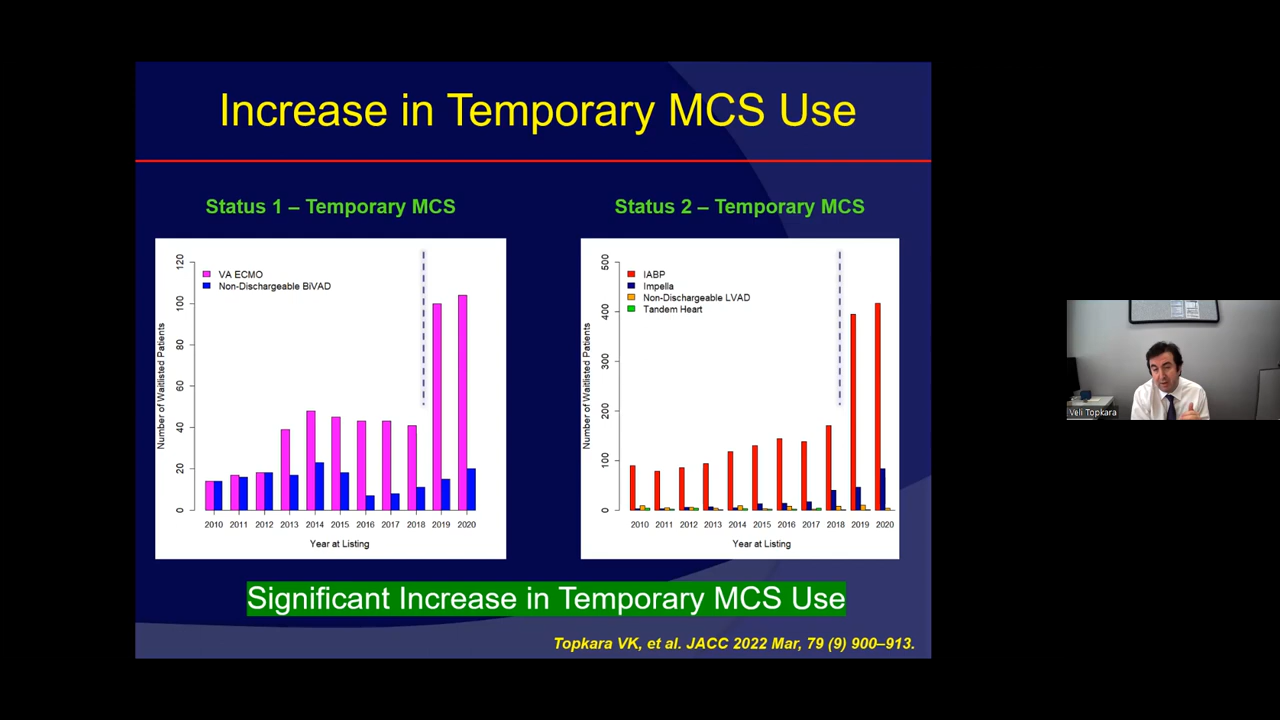 Increase in Temporary MCS Use
Status 1 – Temporary MCS
Number of Waitlisted Patients
120
100
80
60
40
20
0
VA ECMO
Non-Dischargeable BiVAD
2010 2011 2012 2013 2014 2015 2016 2017 2018 2019 2020
Year at Listing
Status 2 – Temporary MCS
Number of Waitlisted Patients
500
400
300
200
100
0
IABP
Impella
Non-Dischargeable LVAD
Tandem Heart
2010 2011 2012 2013 2014 2015 2016 2017 2018 2019 2020
Year at Listing
Significant Increase in Temporary MCS Use
Topkara VK, et al. JACC 2022 Mar, 79 (9) 900–913.
Veli Topkara